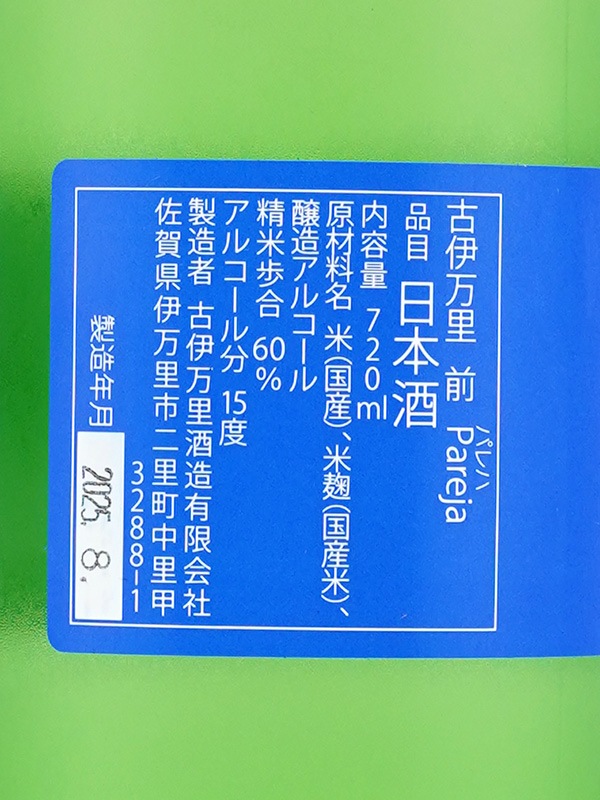 古伊万里 前 Pareja
パレハ
品目 日本酒
内容量 720ml
原材料名 米(国産)、米麹(国産米)、
醸造アルコール
精米歩合 60%
アルコール分 15度
製造者 古伊万里酒造有限会社
佐賀県伊万里市二里町中里甲
3288-1
製造年月 2025.8.